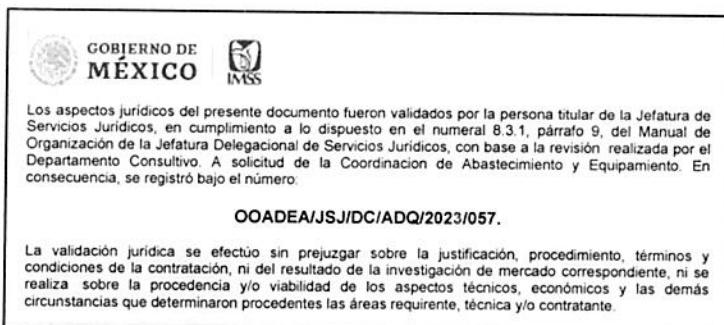 GOBIERNO DE
MÉXICO
IMSS
Los aspectos jurídicos del presente documento fueron validados por la persona titular de la Jefatura de
Servicios Jurídicos, en cumplimiento a lo dispuesto en el numeral 8.3.1, párrafo 9, del Manual de
Organización de la Jefatura Delegacional de Servicios Jurídicos, con base a la revisión realizada por el
Departamento Consultivo. A solicitud de la Coordinacion de Abastecimiento y Equipamiento. En
consecuencia, se registró bajo el número:
OOADEA/JSJ/DC/ADQ/2023/057.
La validación jurídica se efectúo sin prejuzgar sobre la justificación, procedimiento, términos y
condiciones de la contratación, ni del resultado de la investigación de mercado correspondiente, ni se
realiza sobre la procedencia y/o viabilidad de los aspectos técnicos, económicos y las demás
circunstancias que determinaron procedentes las áreas requirente, técnica y/o contratante.